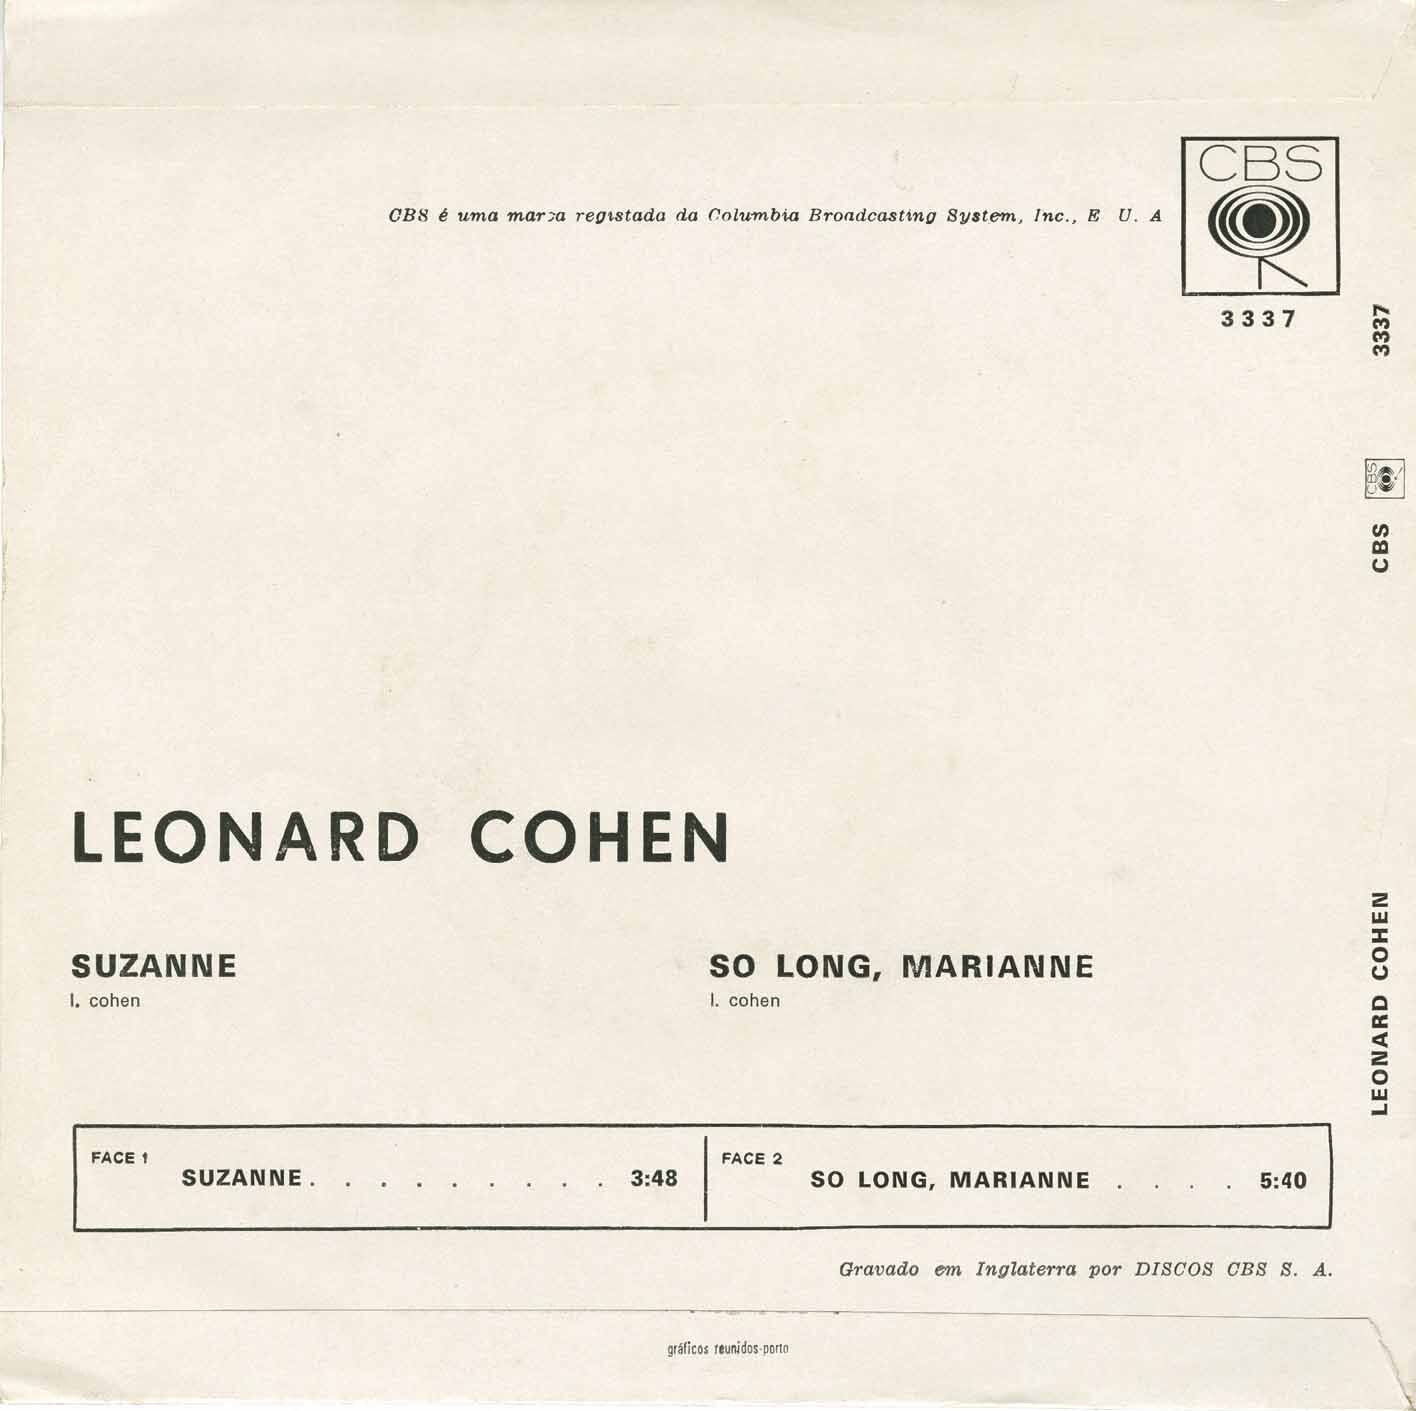 CBS
CBS é uma marca registada da Columbia Broadcasting System, Inc., E U. A
3337
3337
CBS
CBS
LEONARD COHEN
LEONARD COHEN
SUZANNE
l. cohen
SO LONG, MARIANNE
l. cohen
FACE 1
SUZANNE. . . . . . . . . 3:48
FACE 2
SO LONG, MARIANNE . . . . 5:40
Gravado em Inglaterra por DISCOS CBS S. A.
gráficos reunidos-porto